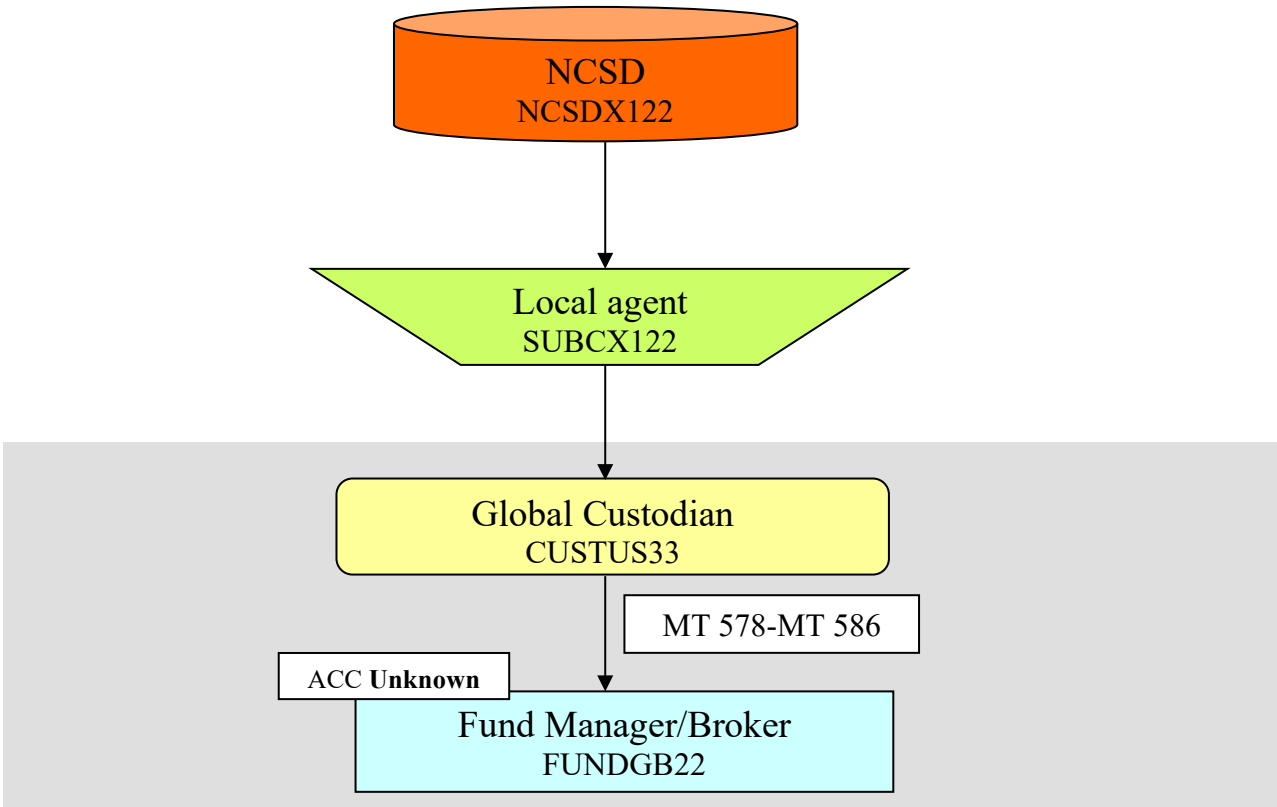 NCSD
NCSDX122
Local agent
SUBCX122
Global Custodian
CUSTUS33
MT 578-MT 586
ACC Unknown
Fund Manager/Broker
FUNDGB22